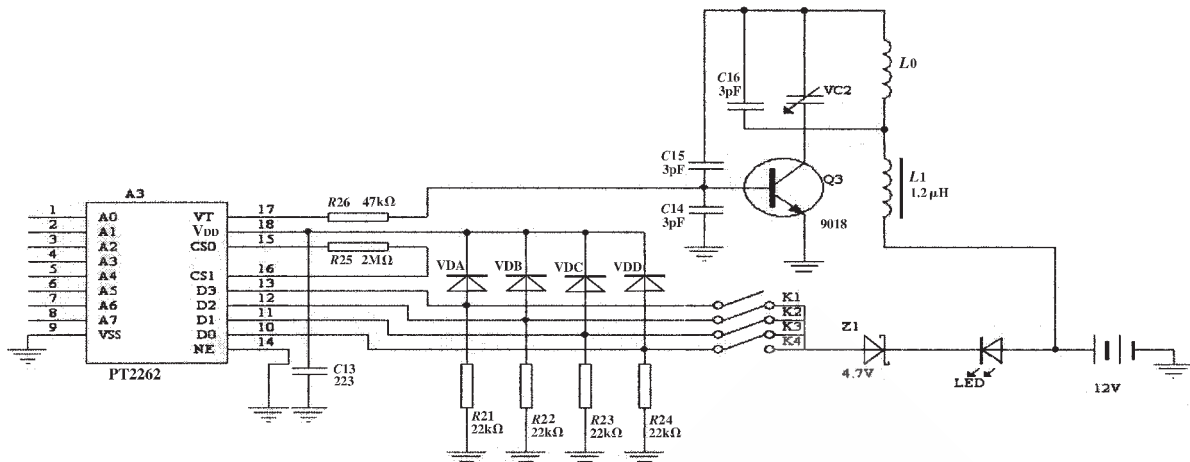 A3
1 A0 VT 17
2 A1 VDD 18
3 A2 CS0 15
4 A3
5 A4 CS1 16
6 A5 D3 13
7 A6 D2 12
8 A7 D1 11
9 VSS D0 10
NE 14
PT2262
R26 47kΩ
R25 2MΩ
C13
223
VDA
VDB
VDC
VDD
R21
22kΩ
R22
22kΩ
R23
22kΩ
R24
22kΩ
C16
3pF
VC2
L0
C15
3pF
C14
3pF
Q3
9018
L1
1.2 μH
K1
K2
K3
K4
Z1
4.7V
LED
12V